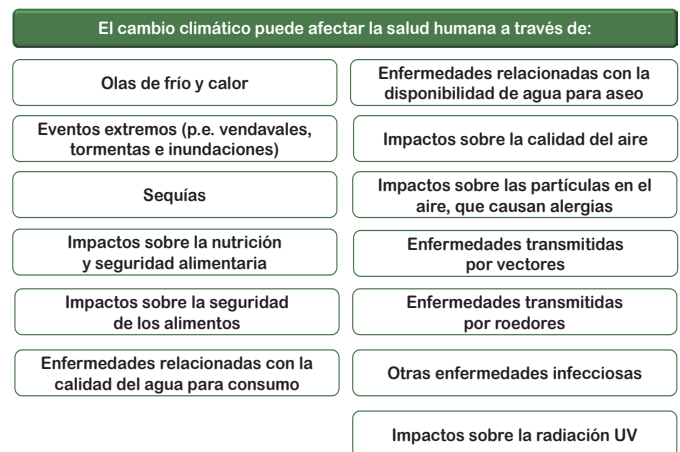 El cambio climático puede afectar la salud humana a través de:
Olas de frío y calor
Eventos extremos (p.e. vendavales,
tormentas e inundaciones)
Sequías
Impactos sobre la nutrición
y seguridad alimentaria
Impactos sobre la seguridad
de los alimentos
Enfermedades relacionadas con la
calidad del agua para consumo
Enfermedades relacionadas con la
disponibilidad de agua para aseo
Impactos sobre la calidad del aire
Impactos sobre las partículas en el
aire, que causan alergias
Enfermedades transmitidas
por vectores
Enfermedades transmitidas
por roedores
Otras enfermedades infecciosas
Impactos sobre la radiación UV